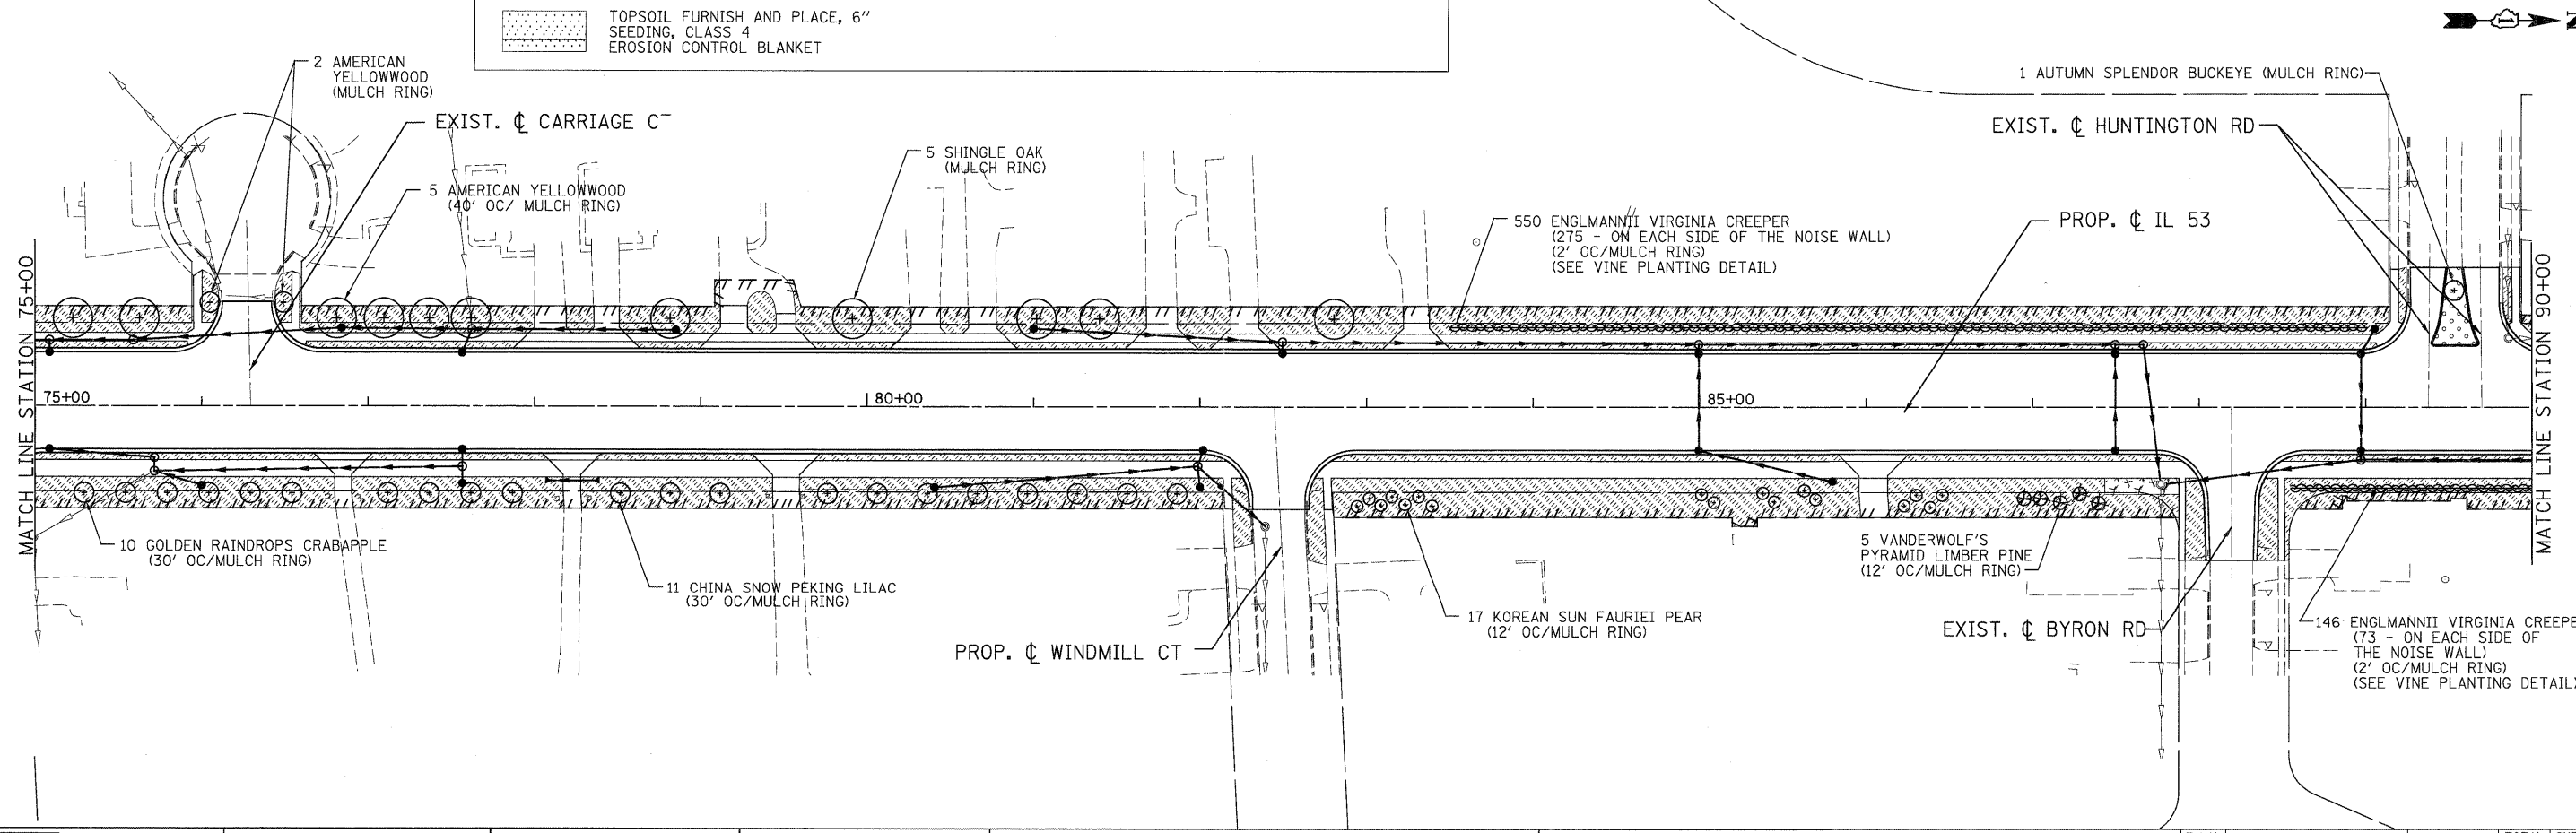 TOPSOIL FURNISH AND PLACE, 6"
SEEDING, CLASS 4
EROSION CONTROL BLANKET
2 AMERICAN
YELLOWWOOD
(MULCH RING)
EXIST. ℄ CARRIAGE CT
5 AMERICAN YELLOWWOOD
(40' OC/ MULCH RING)
5 SHINGLE OAK
(MULCH RING)
550 ENGLMANNII VIRGINIA CREEPER
(275 - ON EACH SIDE OF THE NOISE WALL)
(2' OC/MULCH RING)
(SEE VINE PLANTING DETAIL)
1 AUTUMN SPLENDOR BUCKEYE (MULCH RING)
EXIST. ℄ HUNTINGTON RD
PROP. ℄ IL 53
MATCH LINE STATION 75+00
75+00
80+00
85+00
MATCH LINE STATION 90+00
10 GOLDEN RAINDROPS CRABAPPLE
(30' OC/MULCH RING)
11 CHINA SNOW PEKING LILAC
(30' OC/MULCH RING)
PROP. ℄ WINDMILL CT
17 KOREAN SUN FAURIEI PEAR
(12' OC/MULCH RING)
5 VANDERWOLF'S
PYRAMID LIMBER PINE
(12' OC/MULCH RING)
EXIST. ℄ BYRON RD
146 ENGLMANNII VIRGINIA CREEPE
(73 - ON EACH SIDE OF
THE NOISE WALL)
(2' OC/MULCH RING)
(SEE VINE PLANTING DETAIL)